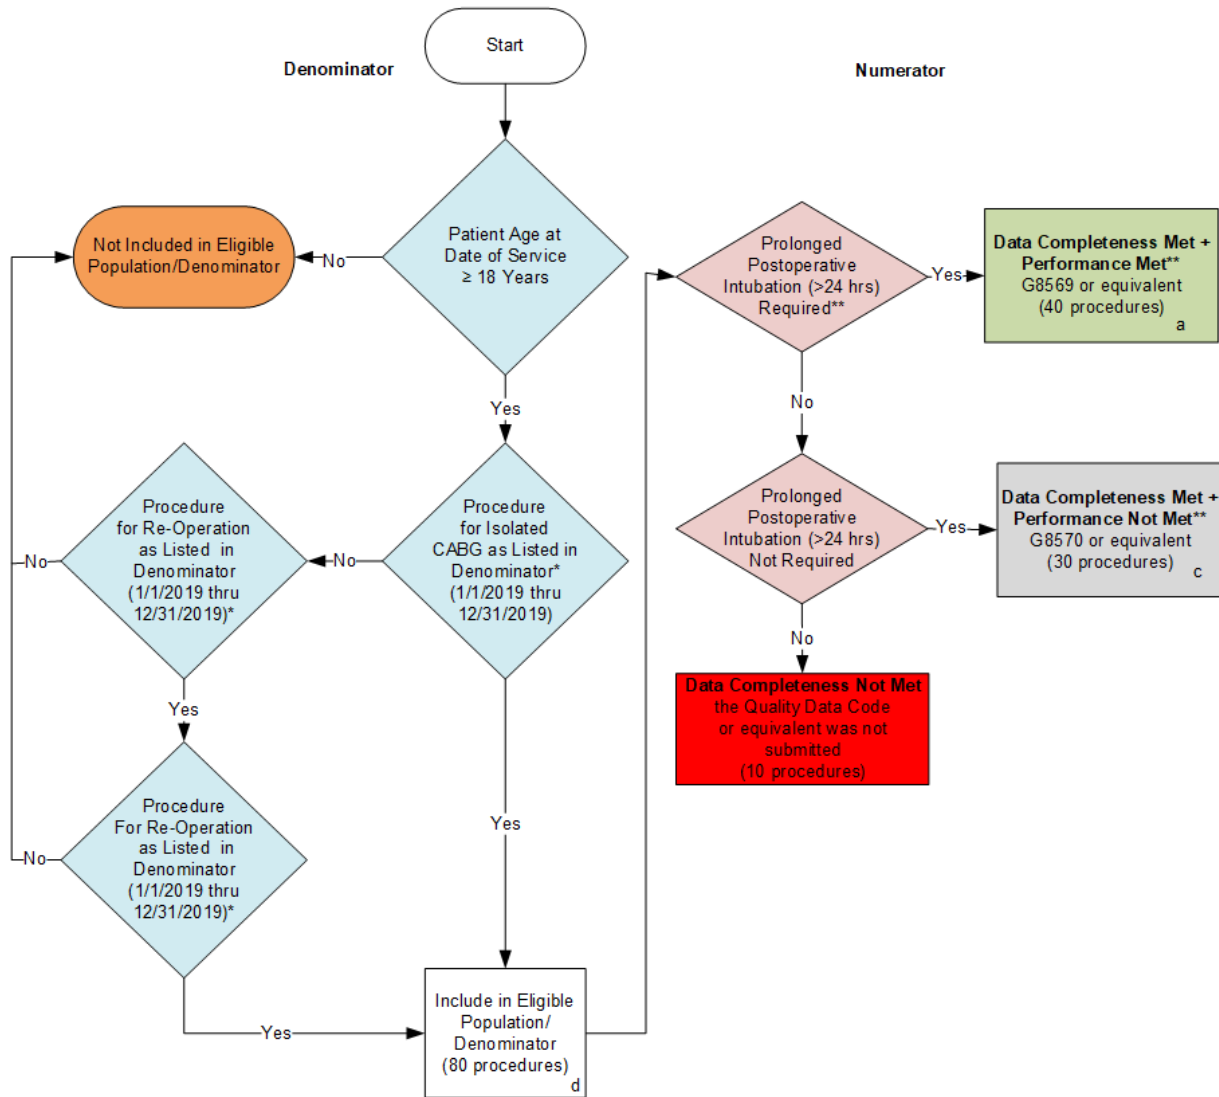 Start
Denominator
Numerator
Patient Age at
Date of Service
≥ 18 Years
No
Not Included in Eligible
Population/Denominator
Yes
Procedure
for Isolated
CABG as Listed in
Denominator*
(1/1/2019 thru
12/31/2019)
No
Procedure
for Re-Operation
as Listed in
Denominator
(1/1/2019 thru
12/31/2019)*
No
Yes
Procedure
For Re-Operation
as Listed in
Denominator
(1/1/2019 thru
12/31/2019)*
No
Yes
Yes
Include in Eligible
Population/
Denominator
(80 procedures)
d
Prolonged
Postoperative
Intubation (>24 hrs)
Required**
Yes
Data Completeness Met +
Performance Met**
G8569 or equivalent
(40 procedures)
a
No
Prolonged
Postoperative
Intubation (>24 hrs)
Not Required
Yes
Data Completeness Met +
Performance Not Met**
G8570 or equivalent
(30 procedures)
c
No
Data Completeness Not Met
the Quality Data Code
or equivalent was not
submitted
(10 procedures)